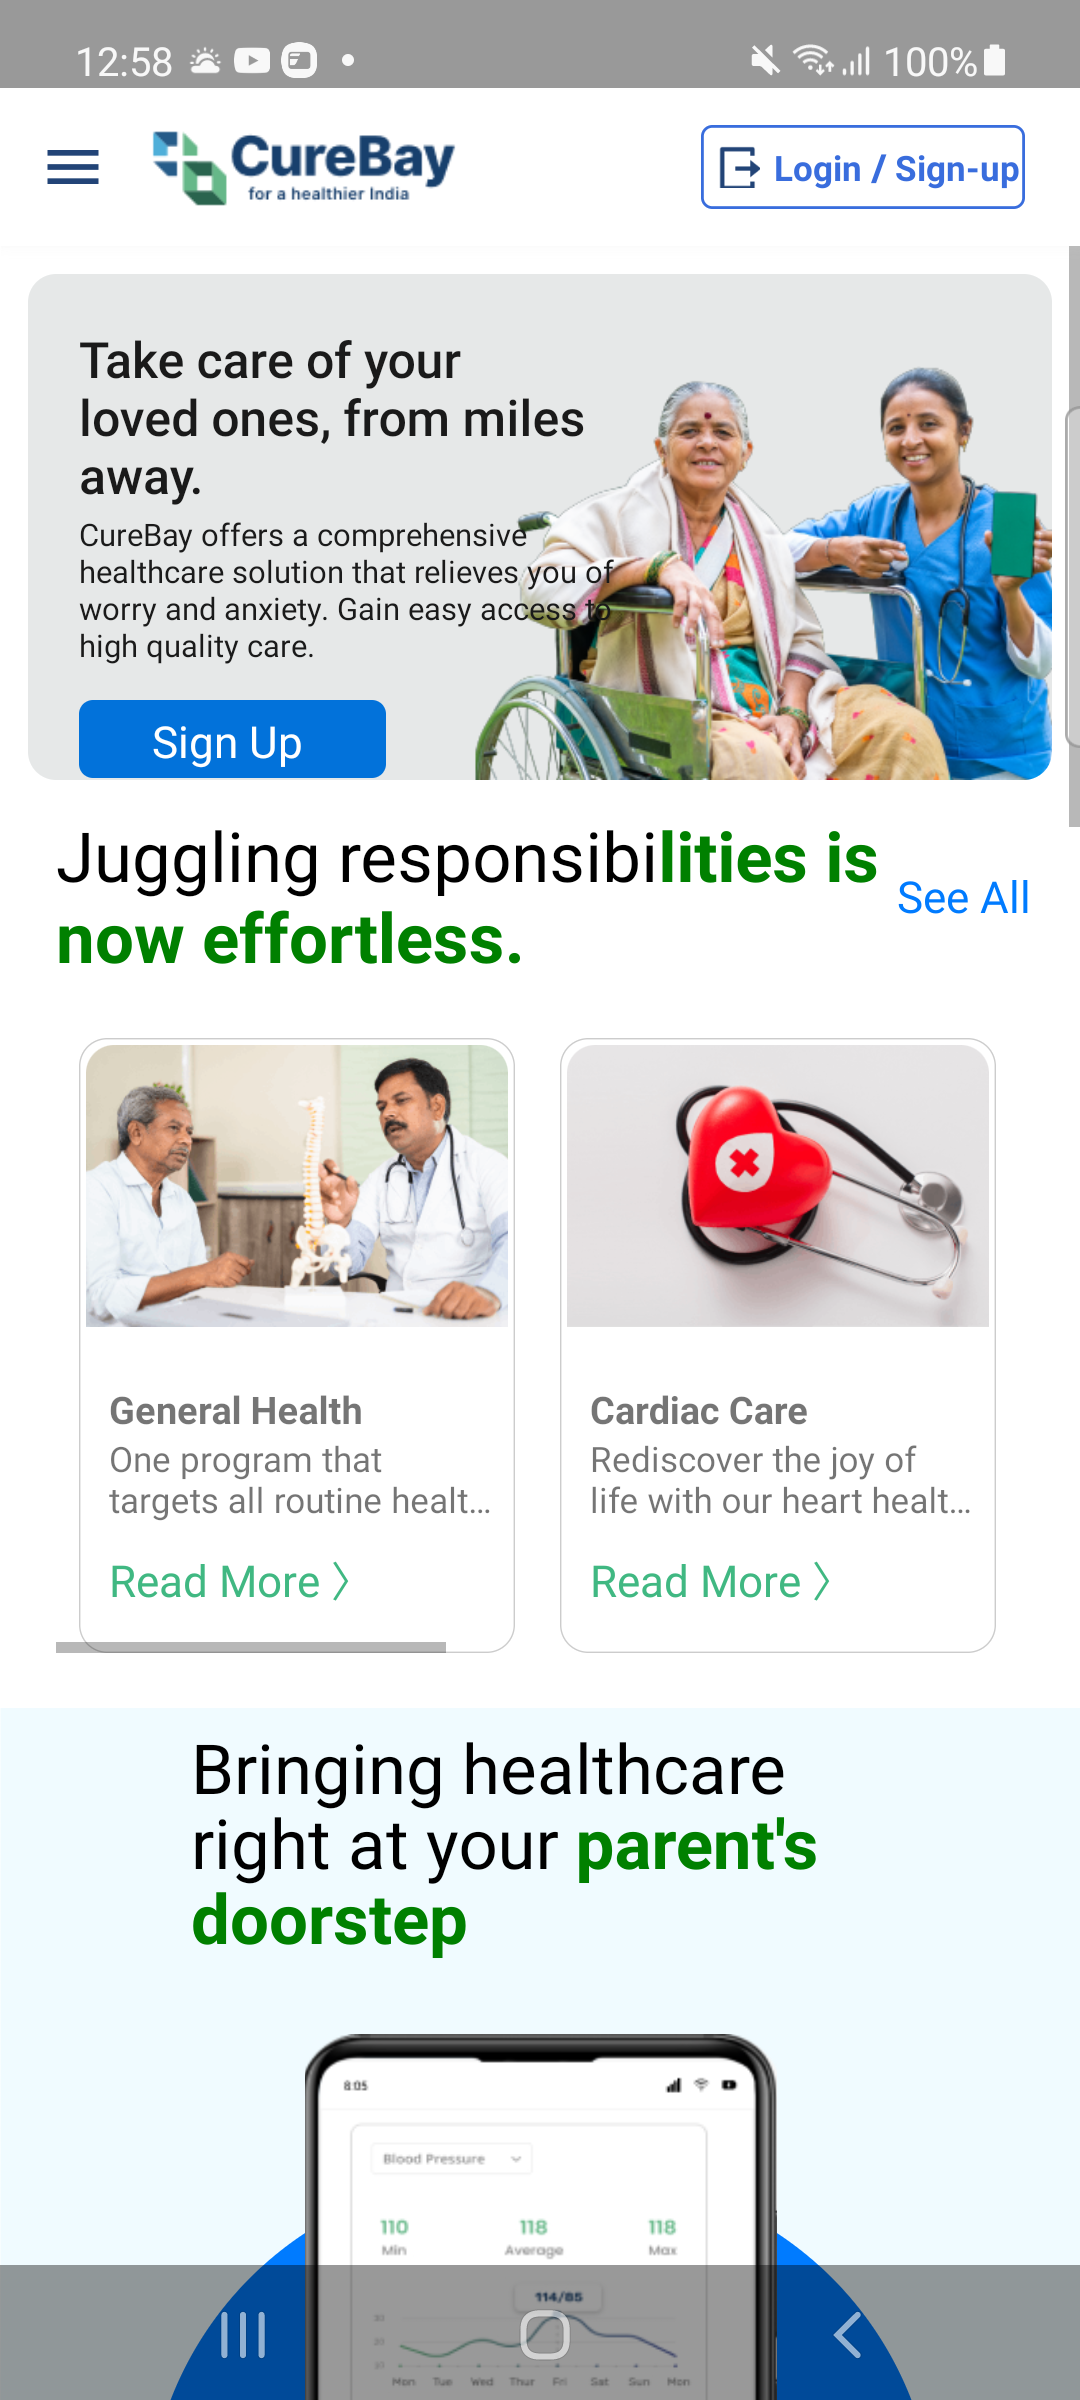 12:58
100%
CureBay
for a healthier India
Login / Sign-up
Take care of your
loved ones, from miles
away.
CureBay offers a comprehensive
healthcare solution that relieves you of
worry and anxiety. Gain easy access to
high quality care.
Sign Up
Juggling responsibilities is
now effortless.
See All
General Health
One program that
targets all routine healt...
Read More
Cardiac Care
Rediscover the joy of
life with our heart healt...
Read More
Bringing healthcare
right at your parent's
doorstep
8:05
Blood Pressure
110 118 118
Min Average Max
114/85
30
20
Mon Tue Wed Thur Fri Sat Sun Mon